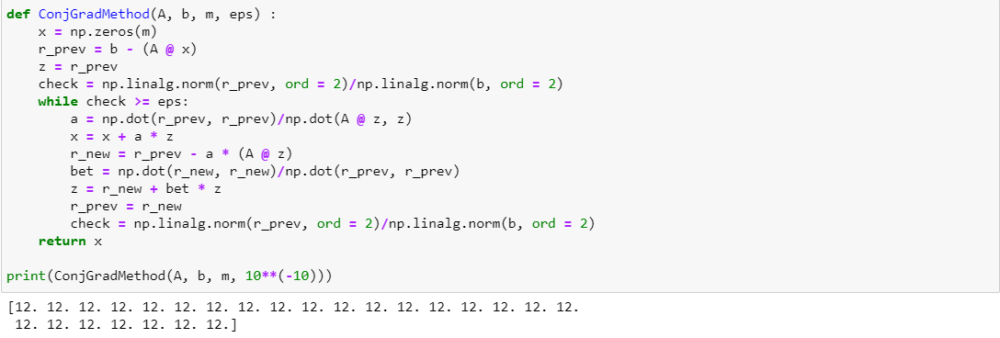 def ConjGradMethod(A, b, m, eps) :
    x = np.zeros(m)
    r_prev = b - (A @ x)
    z = r_prev
    check = np.linalg.norm(r_prev, ord = 2)/np.linalg.norm(b, ord = 2)
    while check >= eps:
        a = np.dot(r_prev, r_prev)/np.dot(A @ z, z)
        x = x + a * z
        r_new = r_prev - a * (A @ z)
        bet = np.dot(r_new, r_new)/np.dot(r_prev, r_prev)
        z = r_new + bet * z
        r_prev = r_new
        check = np.linalg.norm(r_prev, ord = 2)/np.linalg.norm(b, ord = 2)
    return x
print(ConjGradMethod(A, b, m, 10**(-10)))
[12. 12. 12. 12. 12. 12. 12. 12. 12. 12. 12. 12. 12. 12. 12. 12. 12. 12.
 12. 12. 12. 12. 12. 12. 12.]